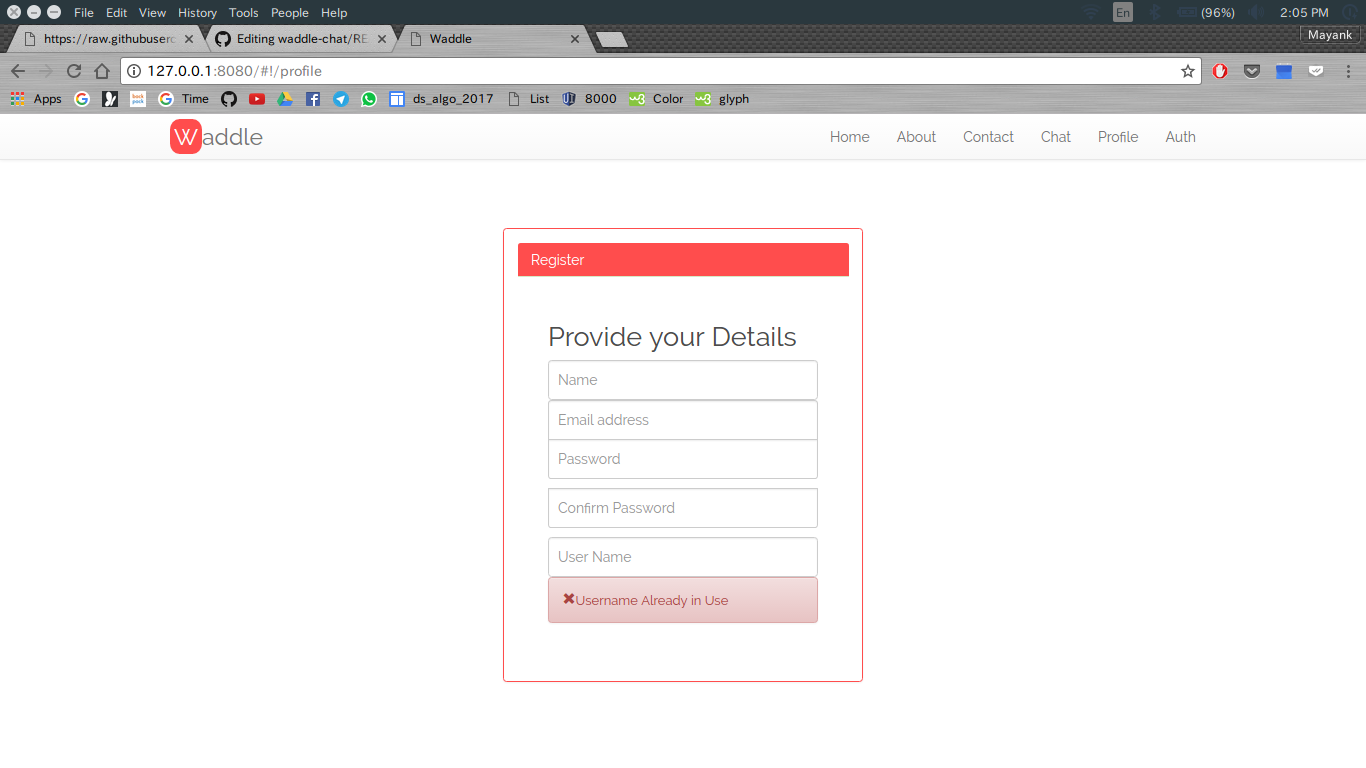 File Edit View History Tools People Help En (96%) 2:05 PM
https://raw.githubuserc Editing waddle-chat/RE Waddle Mayank
127.0.0.1:8080/#!/profile
Apps Time ds_algo_2017 List 8000 Color glyph
Waddle Home About Contact Chat Profile Auth
Register
Provide your Details
Name
Email address
Password
Confirm Password
User Name
Username Already in Use